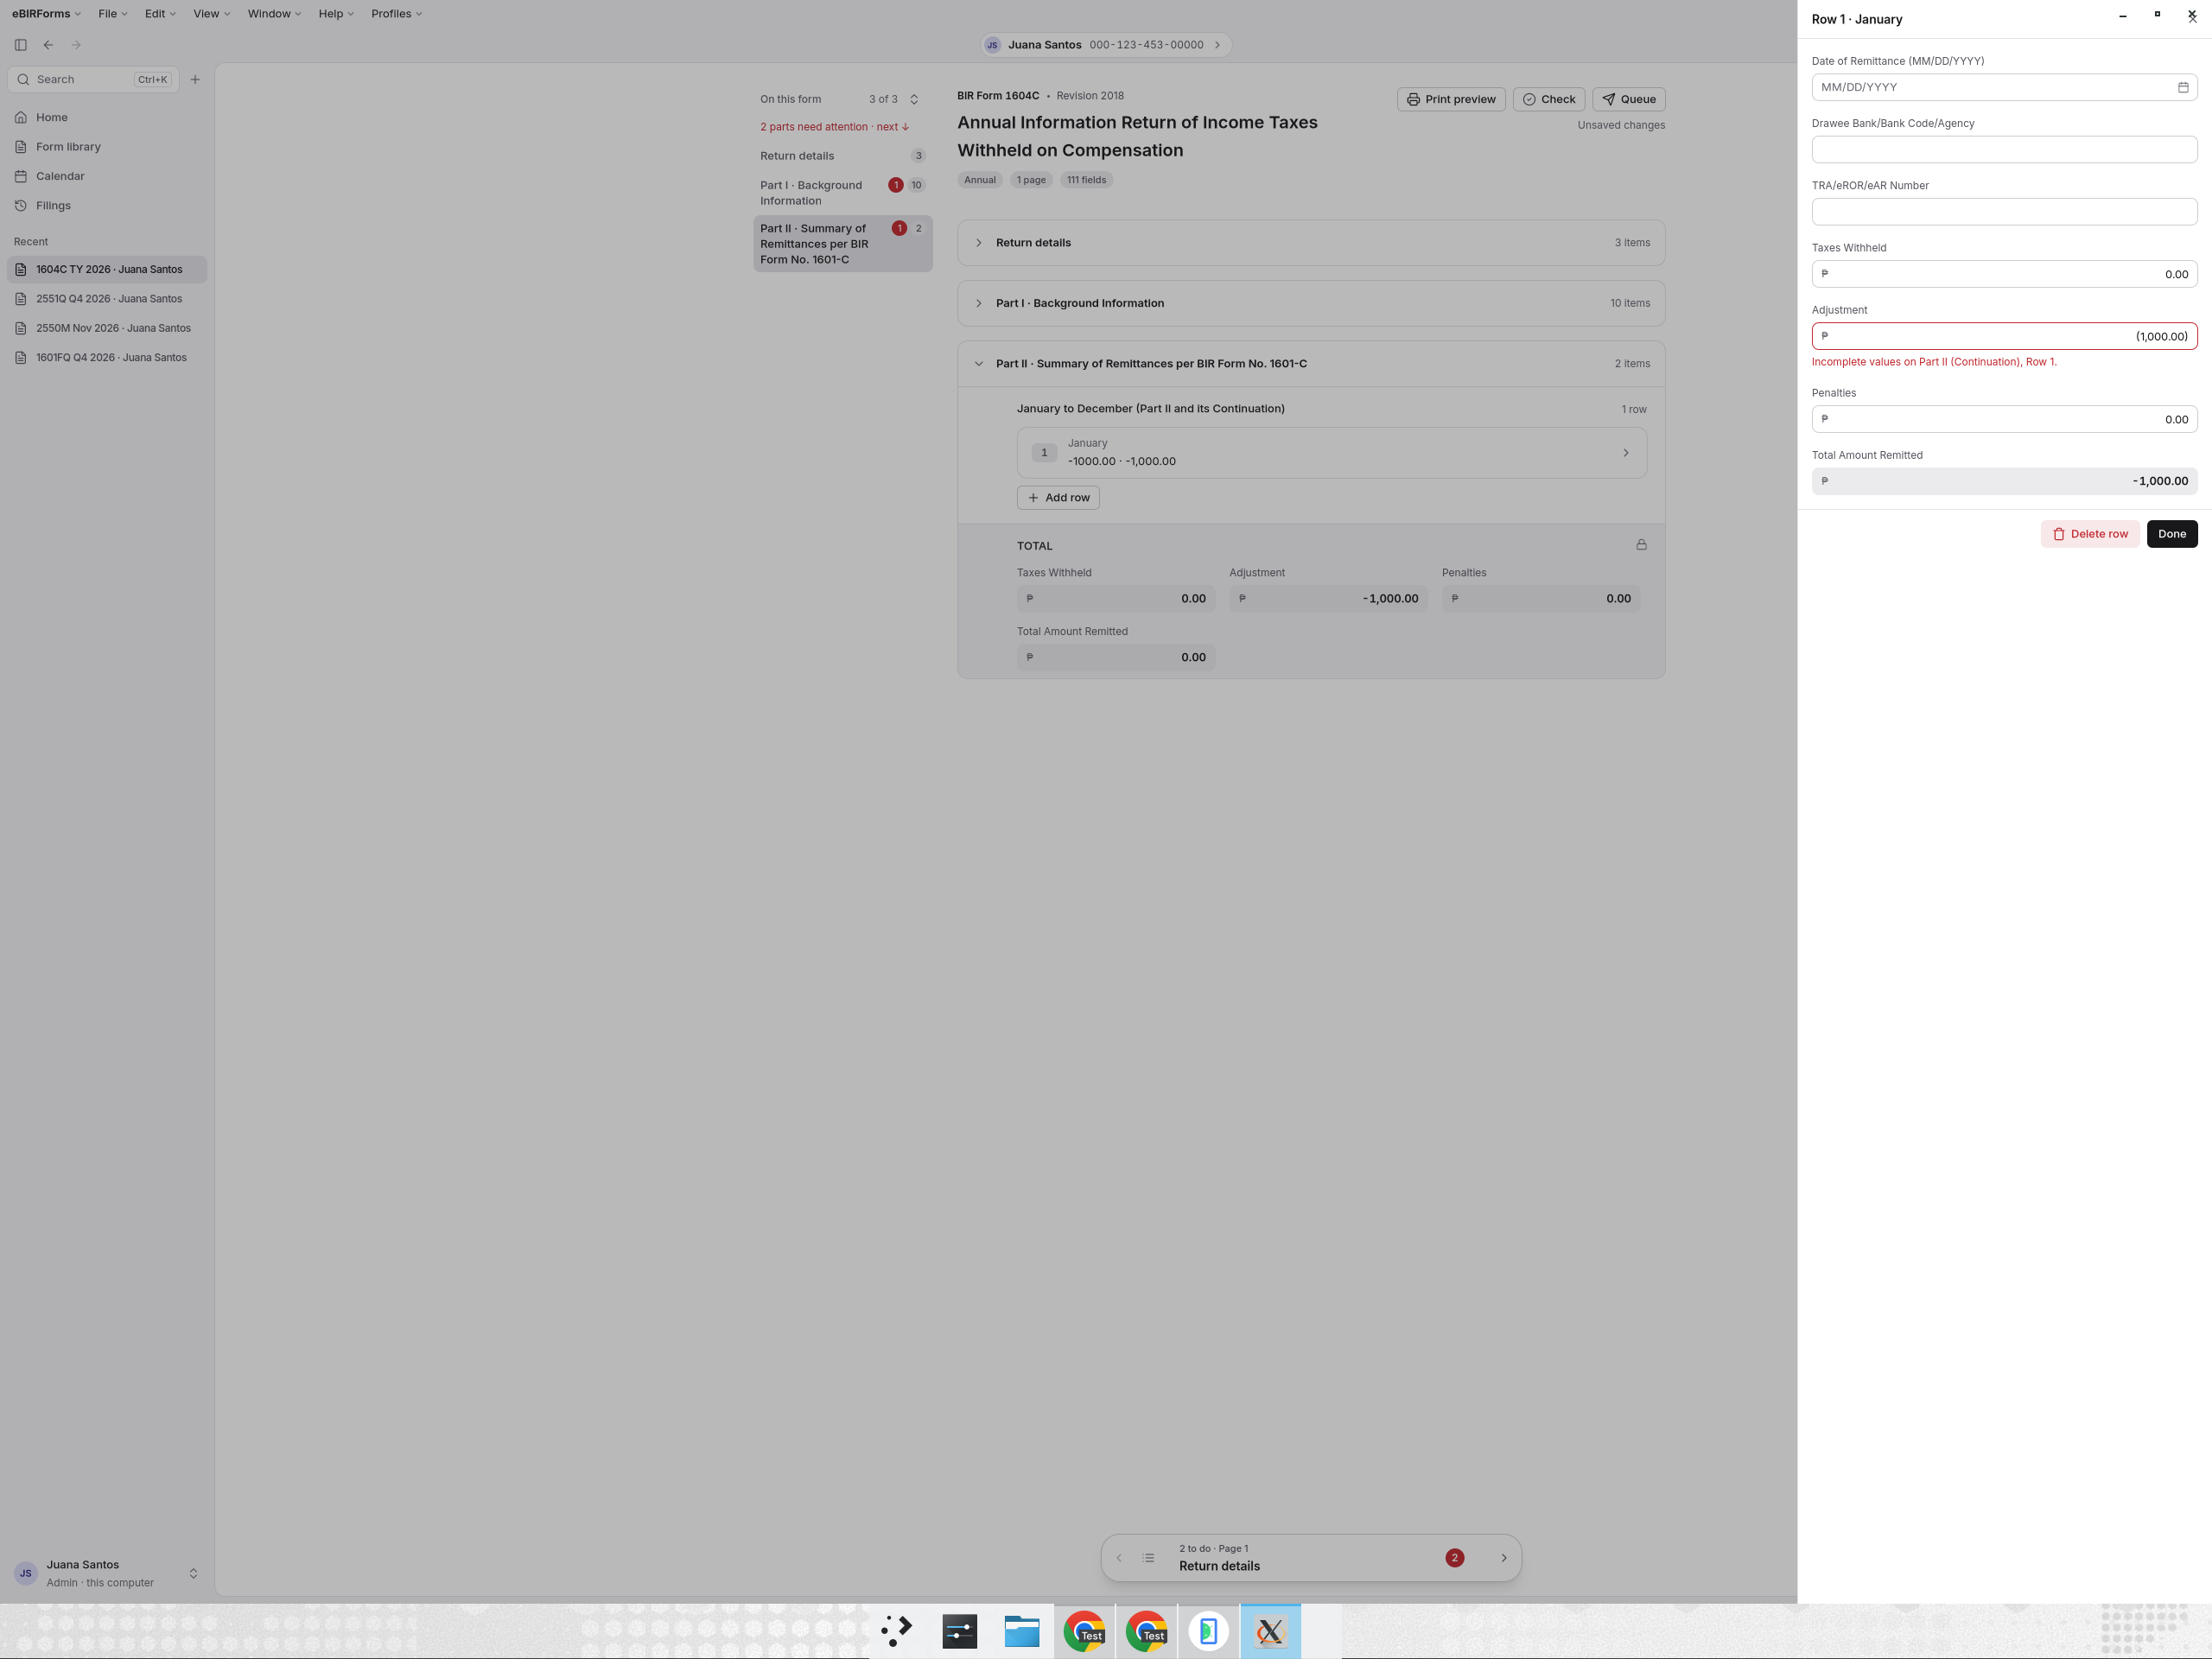 eBIRForms File Edit View Window Help Profiles
JS Juana Santos 000-123-453-00000
Search Ctrl+K
Home
Form library
Calendar
Filings
Recent
1604C TY 2026 · Juana Santos
2551Q Q4 2026 · Juana Santos
2550M Nov 2026 · Juana Santos
1601FQ Q4 2026 · Juana Santos
JS Juana Santos
Admin · this computer
On this form 3 of 3
2 parts need attention · next ↓
Return details 3
Part I · Background 1 10
Information
Part II · Summary of 1 2
Remittances per BIR
Form No. 1601-C
BIR Form 1604C • Revision 2018
Print preview Check Queue
Unsaved changes
Annual Information Return of Income Taxes
Withheld on Compensation
Annual 1 page 111 fields
Return details 3 items
Part I · Background Information 10 items
Part II · Summary of Remittances per BIR Form No. 1601-C 2 items
January to December (Part II and its Continuation) 1 row
1 January
-1000.00 · -1,000.00
Add row
TOTAL
Taxes Withheld Adjustment Penalties
₱ 0.00 ₱ -1,000.00 ₱ 0.00
Total Amount Remitted
₱ 0.00
2 to do · Page 1
Return details 2
Row 1 · January
Date of Remittance (MM/DD/YYYY)
MM/DD/YYYY
Drawee Bank/Bank Code/Agency
TRA/eROR/eAR Number
Taxes Withheld
₱ 0.00
Adjustment
₱ (1,000.00)
Incomplete values on Part II (Continuation), Row 1.
Penalties
₱ 0.00
Total Amount Remitted
₱ -1,000.00
Delete row Done
Test Test